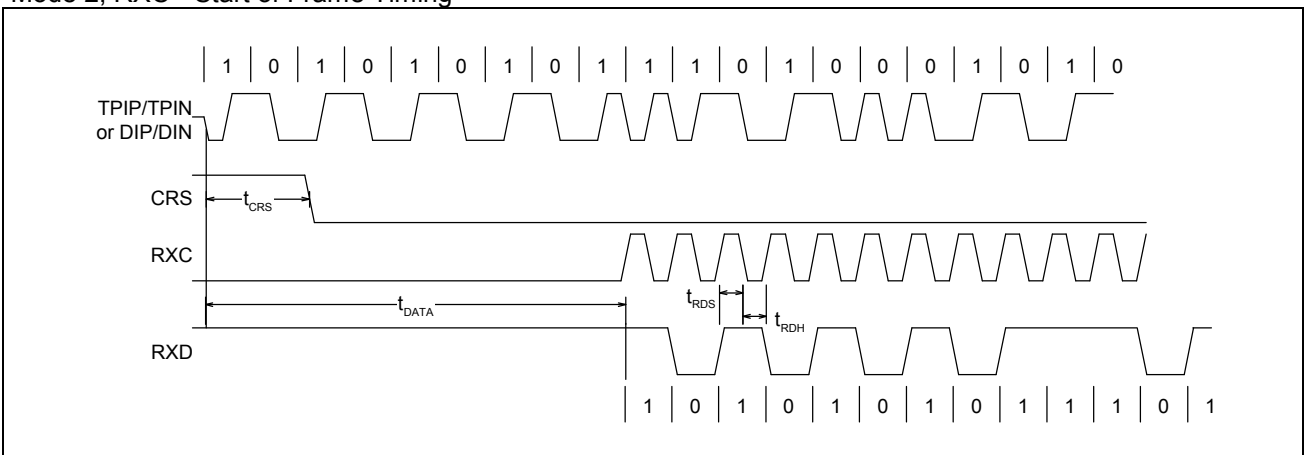 Mode 2, RXC - Start of Frame Timing
1 0 1 0 1 0 1 0 1 1 1 0 1 0 0 0 1 0 1 0
TPIP/TPIN
or DIP/DIN
CRS
tCRS
RXC
tDATA
tRDS
tRDH
RXD
1 0 1 0 1 0 1 0 1 1 1 0 1